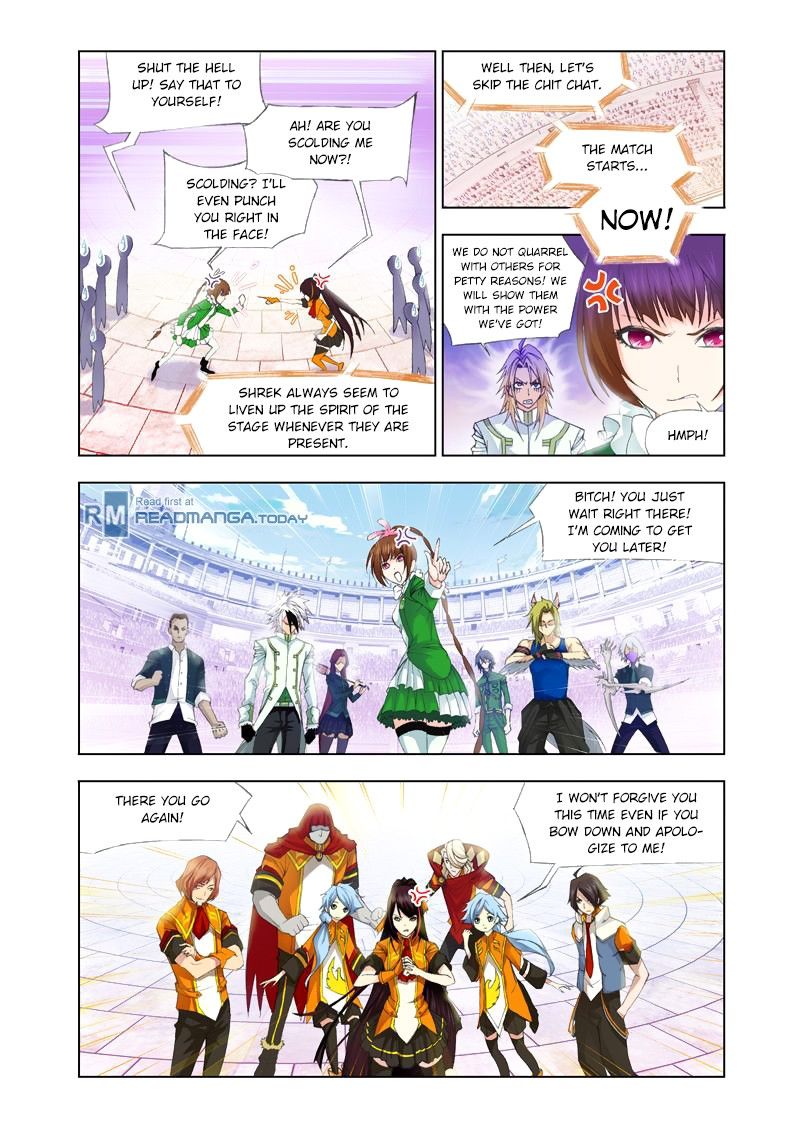 SHUT THE HELL
UP! SAY THAT TO
YOURSELF!
AH! ARE YOU
SCOLDING ME
NOW?!
SCOLDING? I'LL
EVEN PUNCH
YOU RIGHT IN
THE FACE!
SHREK ALWAYS SEEM TO
LIVEN UP THE SPIRIT OF THE
STAGE WHENEVER THEY ARE
PRESENT.
WELL THEN, LET'S
SKIP THE CHIT CHAT.
THE MATCH
STARTS...
NOW!
WE DO NOT QUARREL
WITH OTHERS FOR
PETTY REASONS! WE
WILL SHOW THEM
WITH THE POWER
WE'VE GOT!
HMPH!
RM
Read first at
READMANGA.TODAY
BITCH! YOU JUST
WAIT RIGHT THERE!
I'M COMING TO GET
YOU LATER!
THERE YOU GO
AGAIN!
I WON'T FORGIVE YOU
THIS TIME EVEN IF YOU
BOW DOWN AND APOLO-
GIZE TO ME!